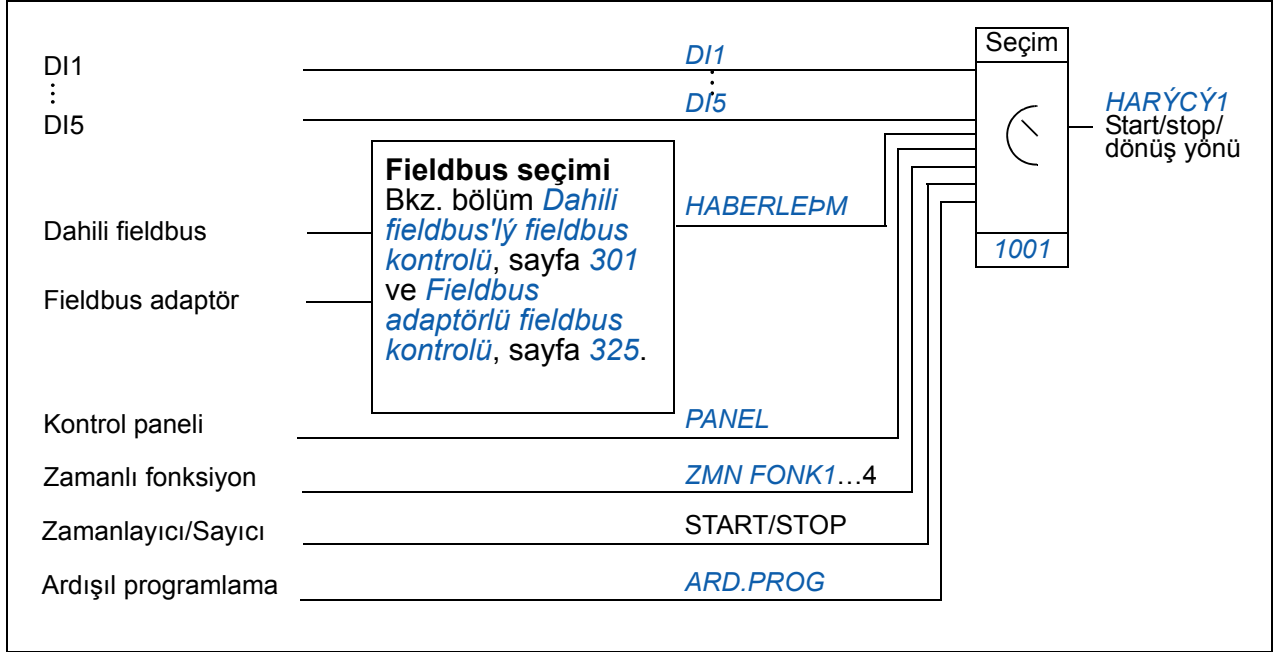 DI1
DI5
Dahili fieldbus
Fieldbus adaptör
Kontrol paneli
Zamanlı fonksiyon
Zamanlayıcı/Sayıcı
Ardışıl programlama
Fieldbus seçimi
Bkz. bölüm Dahili
fieldbus'lý fieldbus
kontrolü, sayfa 301
ve Fieldbus
adaptörlü fieldbus
kontrolü, sayfa 325.
DI1
DI5
HABERLEÞM
PANEL
ZMN FONK1…4
START/STOP
ARD.PROG
Seçim
1001
HARÝCÝ1
Start/stop/
dönüş yönü